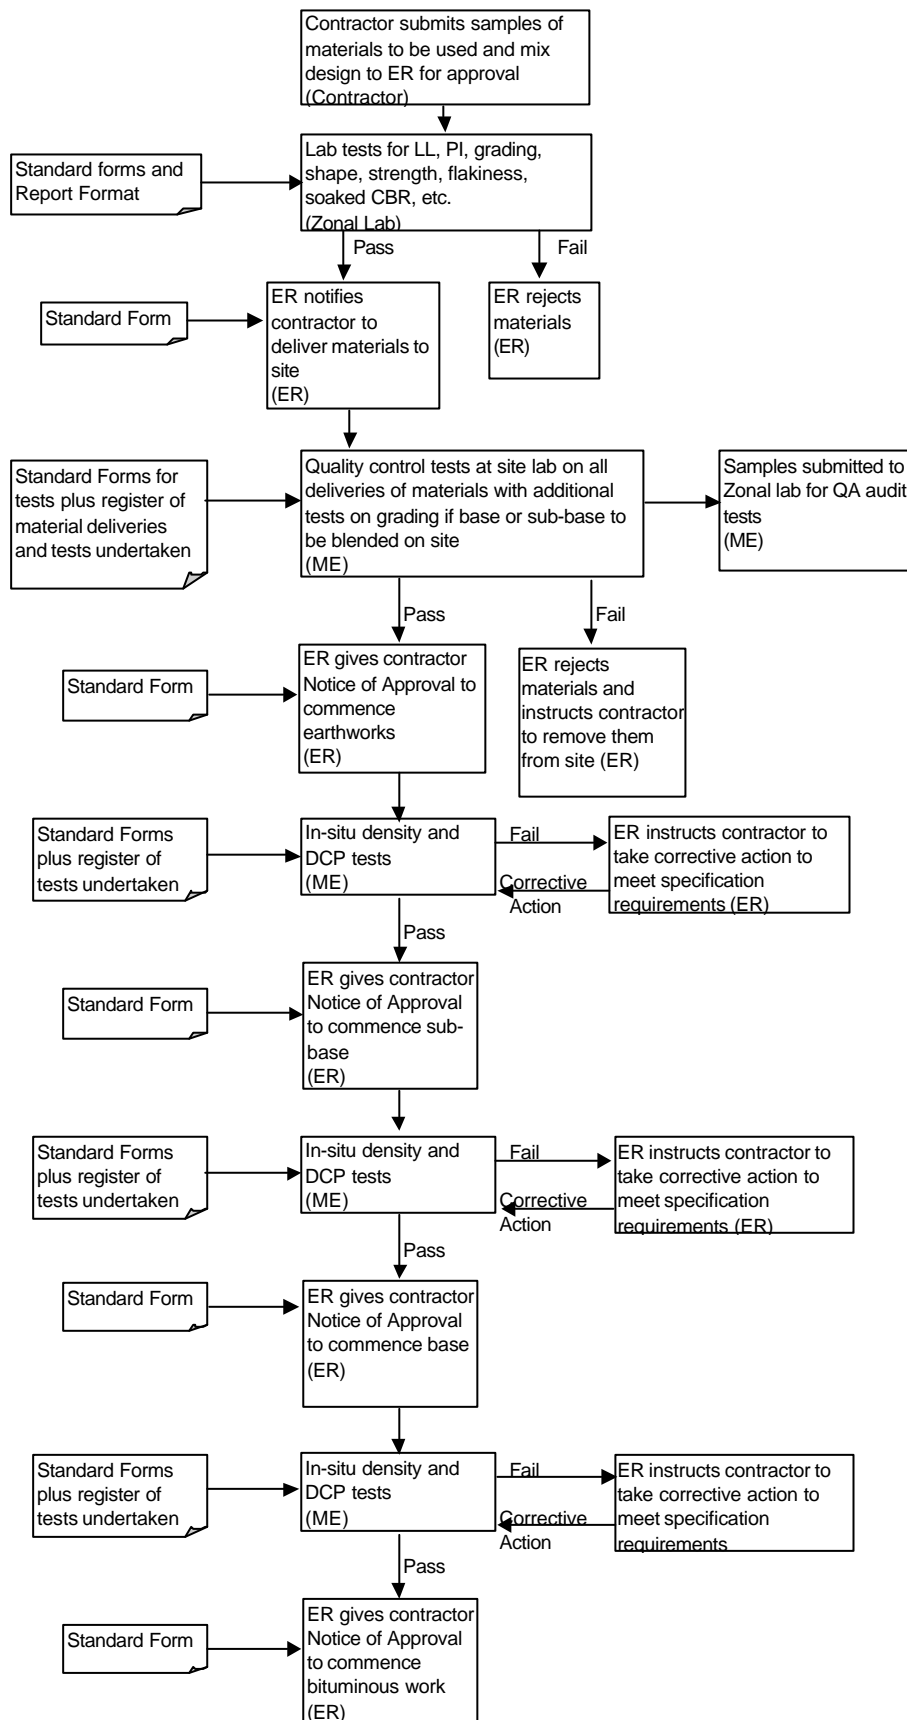 Contractor submits samples of
materials to be used and mix
design to ER for approval
(Contractor)
Standard forms and
Report Format
Lab tests for LL, PI, grading,
shape, strength, flakiness,
soaked CBR, etc.
(Zonal Lab)
Pass
Fail
Standard Form
ER notifies
contractor to
deliver materials to
site
(ER)
ER rejects
materials
(ER)
Standard Forms for
tests plus register of
material deliveries
and tests undertaken
Quality control tests at site lab on all
deliveries of materials with additional
tests on grading if base or sub-base to
be blended on site
(ME)
Samples submitted to
Zonal lab for QA audit
tests
(ME)
Pass
Fail
Standard Form
ER gives contractor
Notice of Approval to
commence
earthworks
(ER)
ER rejects
materials and
instructs contractor
to remove them
from site (ER)
Standard Forms
plus register of
tests undertaken
In-situ density and
DCP tests
(ME)
Fail
Corrective
Action
ER instructs contractor to
take corrective action to
meet specification
requirements (ER)
Pass
Standard Form
ER gives contractor
Notice of Approval
to commence sub-
base
(ER)
Standard Forms
plus register of
tests undertaken
In-situ density and
DCP tests
(ME)
Fail
Corrective
Action
ER instructs contractor to
take corrective action to
meet specification
requirements (ER)
Pass
Standard Form
ER gives contractor
Notice of Approval
to commence base
(ER)
Standard Forms
plus register of
tests undertaken
In-situ density and
DCP tests
(ME)
Fail
Corrective
Action
ER instructs contractor to
take corrective action to
meet specification
requirements
Pass
Standard Form
ER gives contractor
Notice of Approval
to commence
bituminous work
(ER)